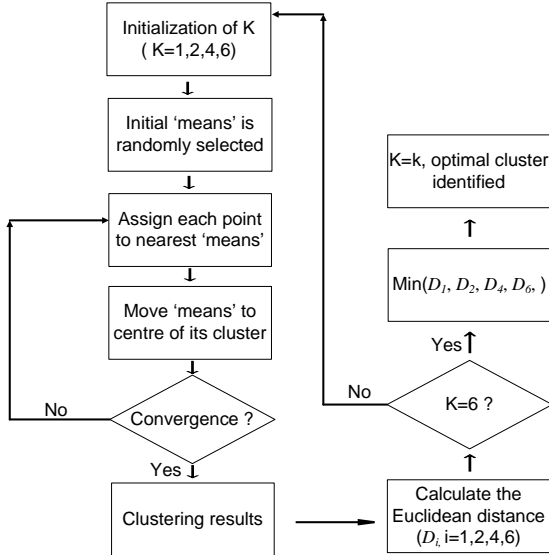 Initialization of K
( K=1,2,4,6)
Initial ‘means’ is
randomly selected
Assign each point
to nearest ‘means’
Move ‘means’ to
centre of its cluster
No
Convergence ?
Yes
Clustering results
K=k, optimal cluster
identified
Min(D1, D2, D4, D6, )
Yes
No
K=6 ?
Calculate the
Euclidean distance
(Di, i=1,2,4,6)